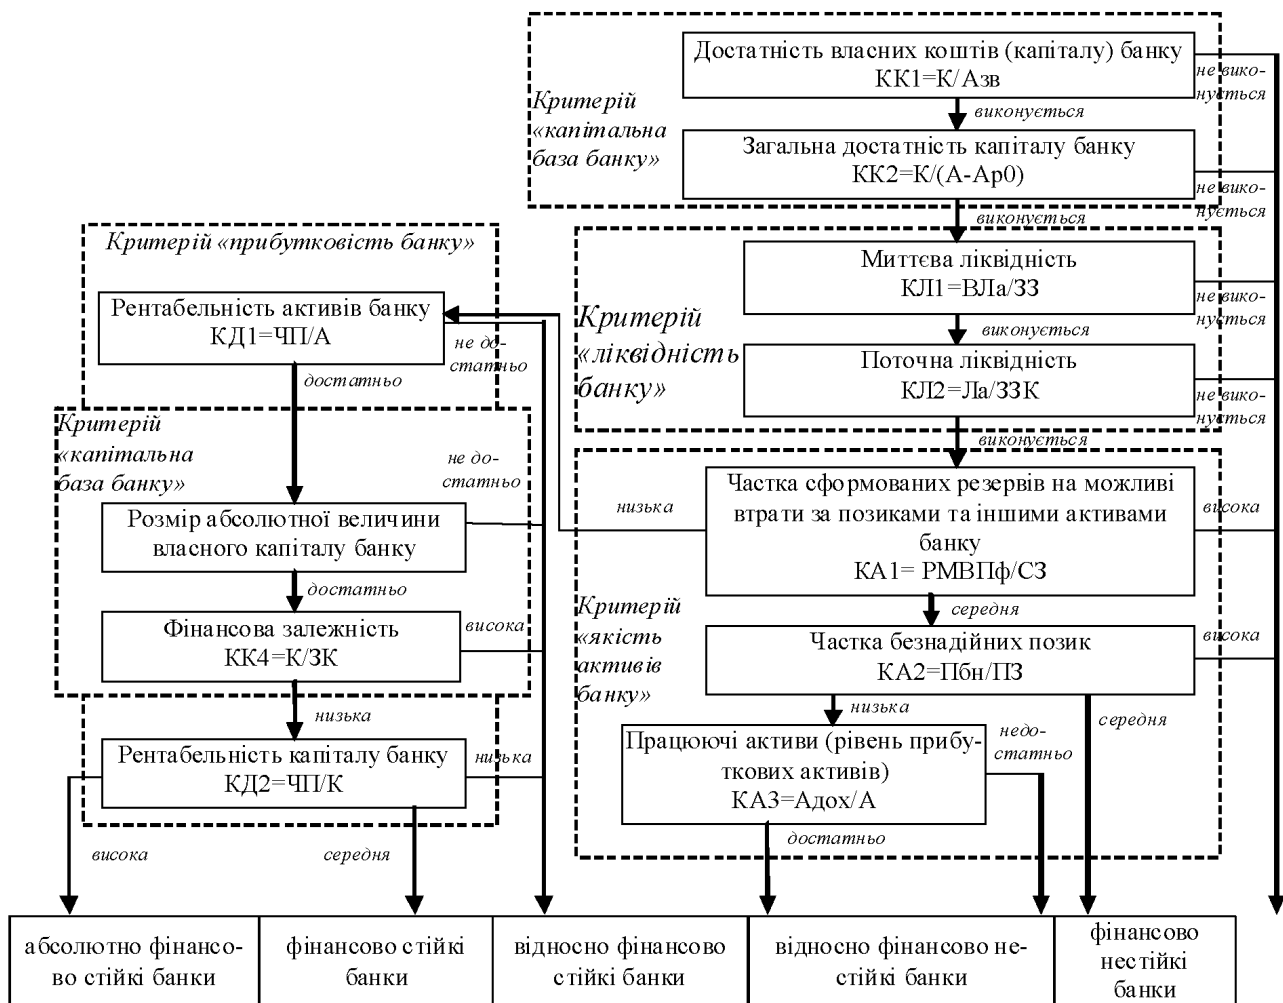 Достатність власних коштів (капіталу) банку
КК1=К/Азв
не вико-
нується
Критерій
«капітальна
база банку»
виконується
Загальна достатність капіталу банку
КК2=К/(А-Ар0)
не вико-
нується
виконується
Критерій «прибутковість банку»
Миттєва ліквідність
КЛ1=ВЛа/ЗЗ
не вико-
нується
Критерій
«ліквідність
банку»
виконується
Поточна ліквідність
КЛ2=Ла/ЗЗК
не вико-
нується
виконується
Рентабельність активів банку
КД1=ЧП/А
не до-
статньо
достатньо
Критерій
«капітальна
база банку»
не до-
статньо
Розмір абсолютної величини
власного капіталу банку
достатньо
Фінансова залежність
КК4=К/ЗК
висока
низька
Рентабельність капіталу банку
КД2=ЧП/К
низька
висока
середня
низька
Частка сформованих резервів на можливі
втрати за позиками та іншими активами
банку
КА1= РМВПф/СЗ
висока
Критерій
«якість
активів
банку»
середня
Частка безнадійних позик
КА2=Пбн/ПЗ
висока
низька
середня
Працюючі активи (рівень прибу-
ткових активів)
КА3=Адох/А
недо-
статньо
достатньо
абсолютно фінансо-
во стійкі банки
фінансово стійкі
банки
відносно фінансово
стійкі банки
відносно фінансово не-
стійкі банки
фінансово
нестійкі
банки